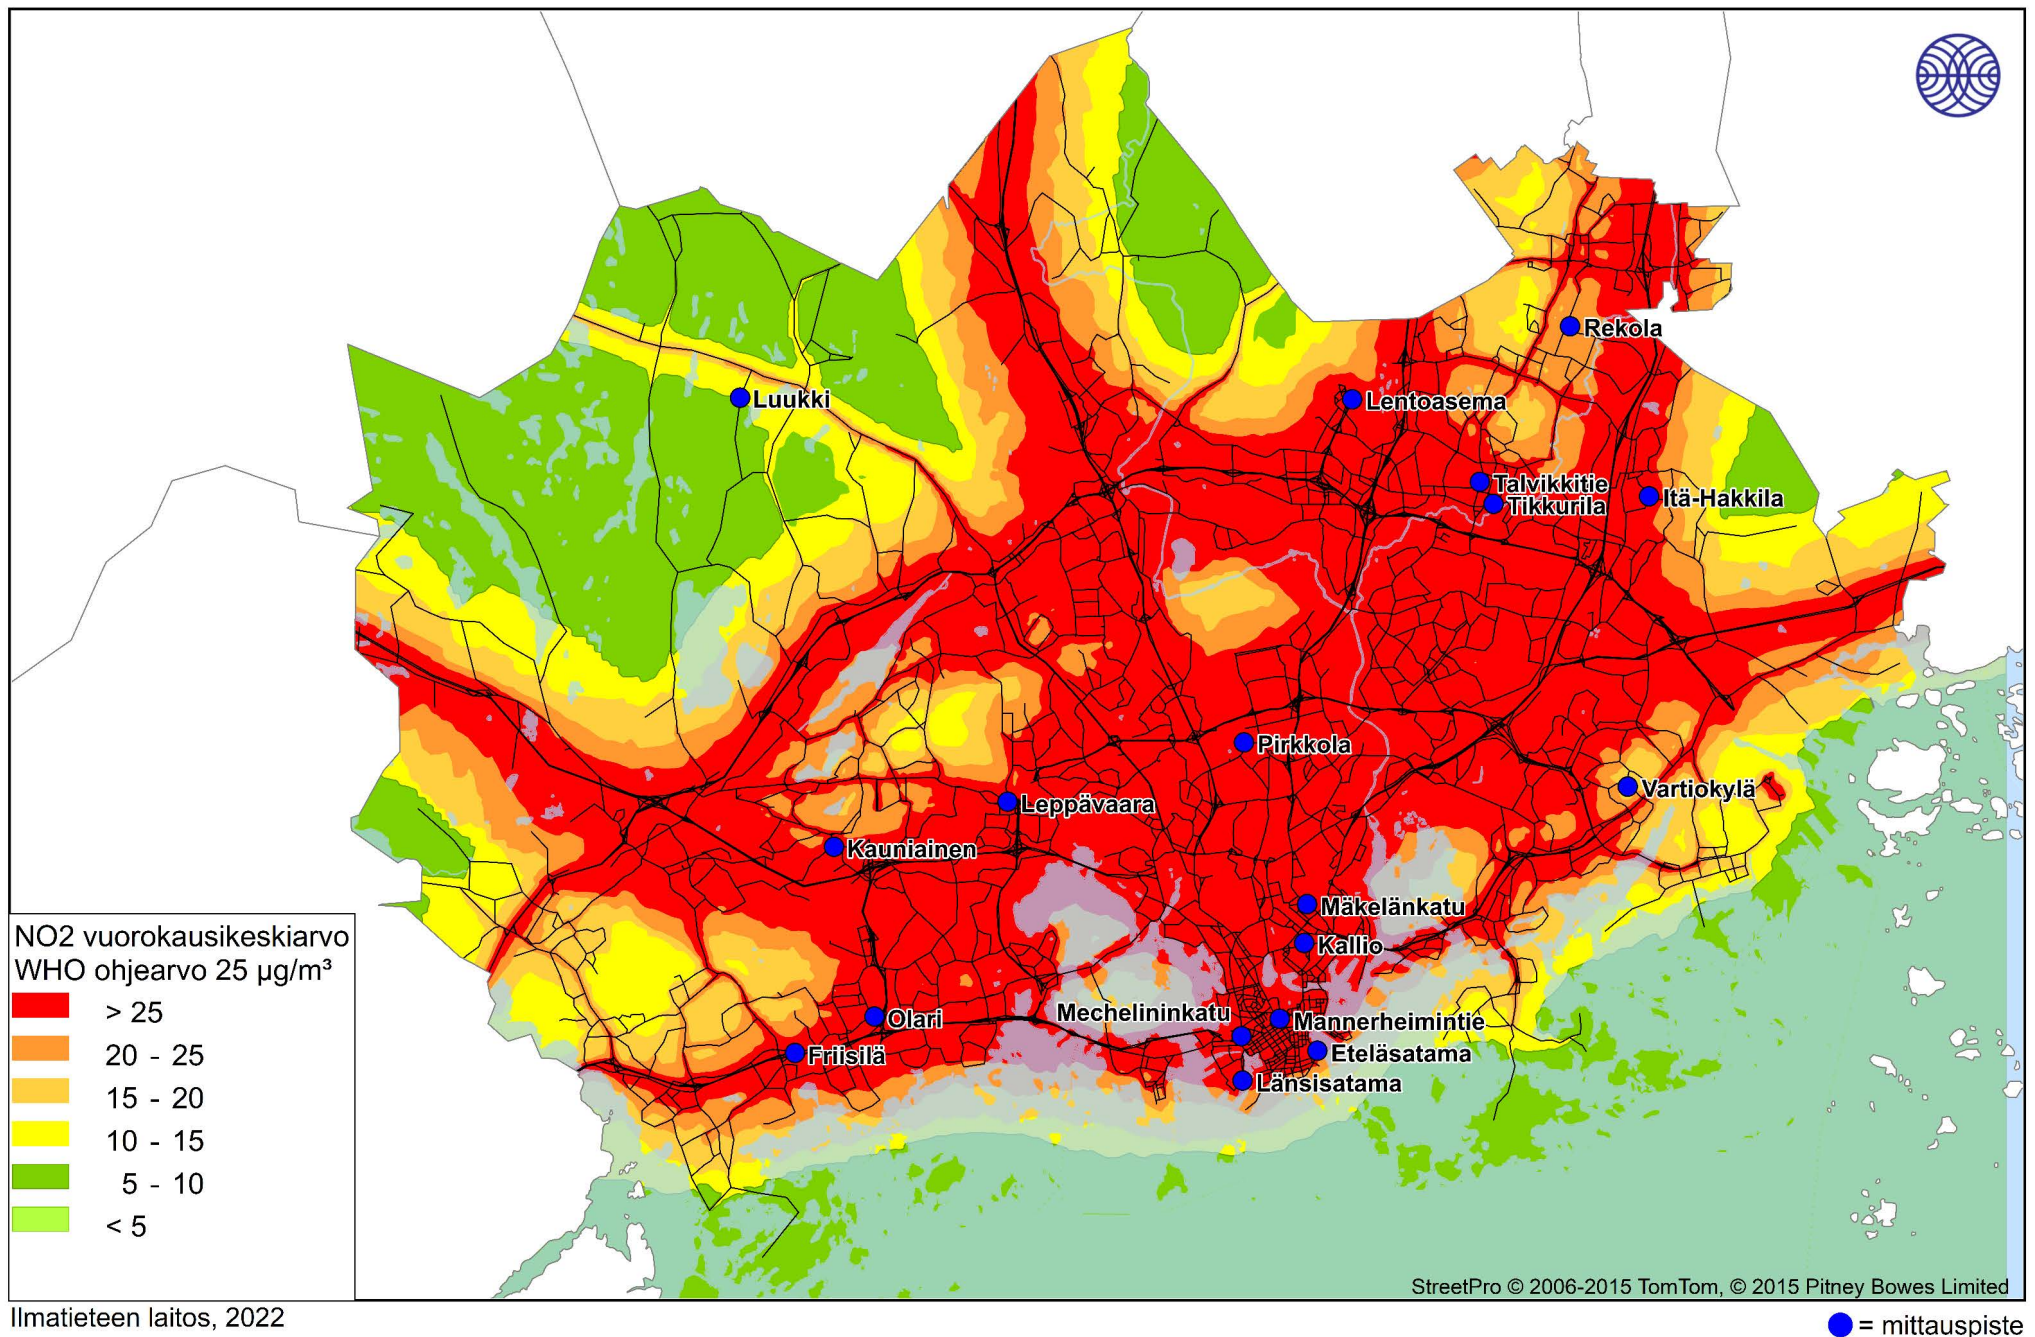 Rekola
Luukki
Lentoasema
Talvikkitie
Tikkurila
Itä-Hakkila
Pirkkola
Vartiokylä
Leppävaara
Kauniainen
Mäkelänkatu
Kallio
Mechelininkatu
Mannerheimintie
Olari
Eteläsatama
Friisilä
Länsisatama
NO2 vuorokausikeskiarvo
WHO ohjearvo 25 µg/m³
> 25
20 - 25
15 - 20
10 - 15
5 - 10
< 5
StreetPro © 2006-2015 TomTom, © 2015 Pitney Bowes Limited
Ilmatieteen laitos, 2022
= mittauspiste